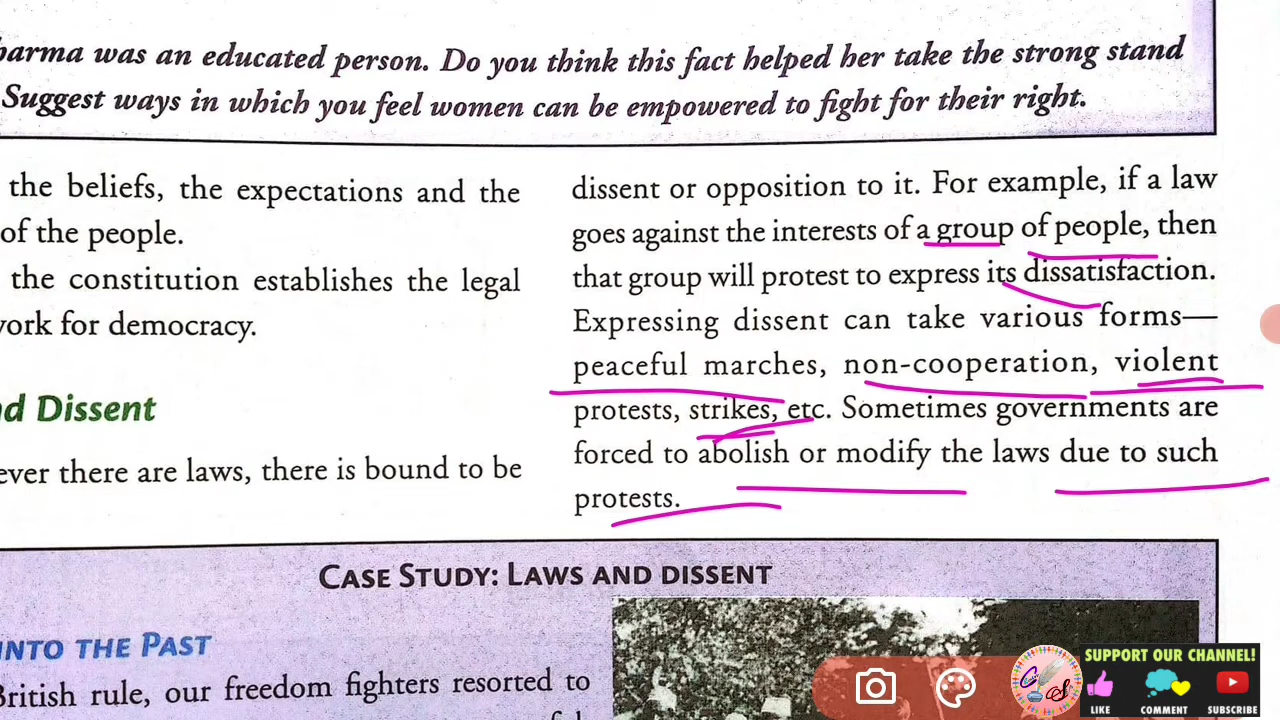 was an educated person. Do you think this fact helped her take the strong stand
Suggest ways in which you feel women can be empowered to fight for their right.
the beliefs, the expectations and the
of the people.
the constitution establishes the legal
for democracy.
Dissent
ever there are laws, there is bound to be
dissent or opposition to it. For example, if a law
goes against the interests of a group of people, then
that group will protest to express its dissatisfaction.
Expressing dissent can take various forms—
peaceful marches, non-cooperation, violent
protests, strikes, etc. Sometimes governments are
forced to abolish or modify the laws due to such
protests.
CASE STUDY: LAWS AND DISSENT
INTO THE PAST
British rule, our freedom fighters resorted to
SUPPORT OUR CHANNEL!
LIKE COMMENT SUBSCRIBE